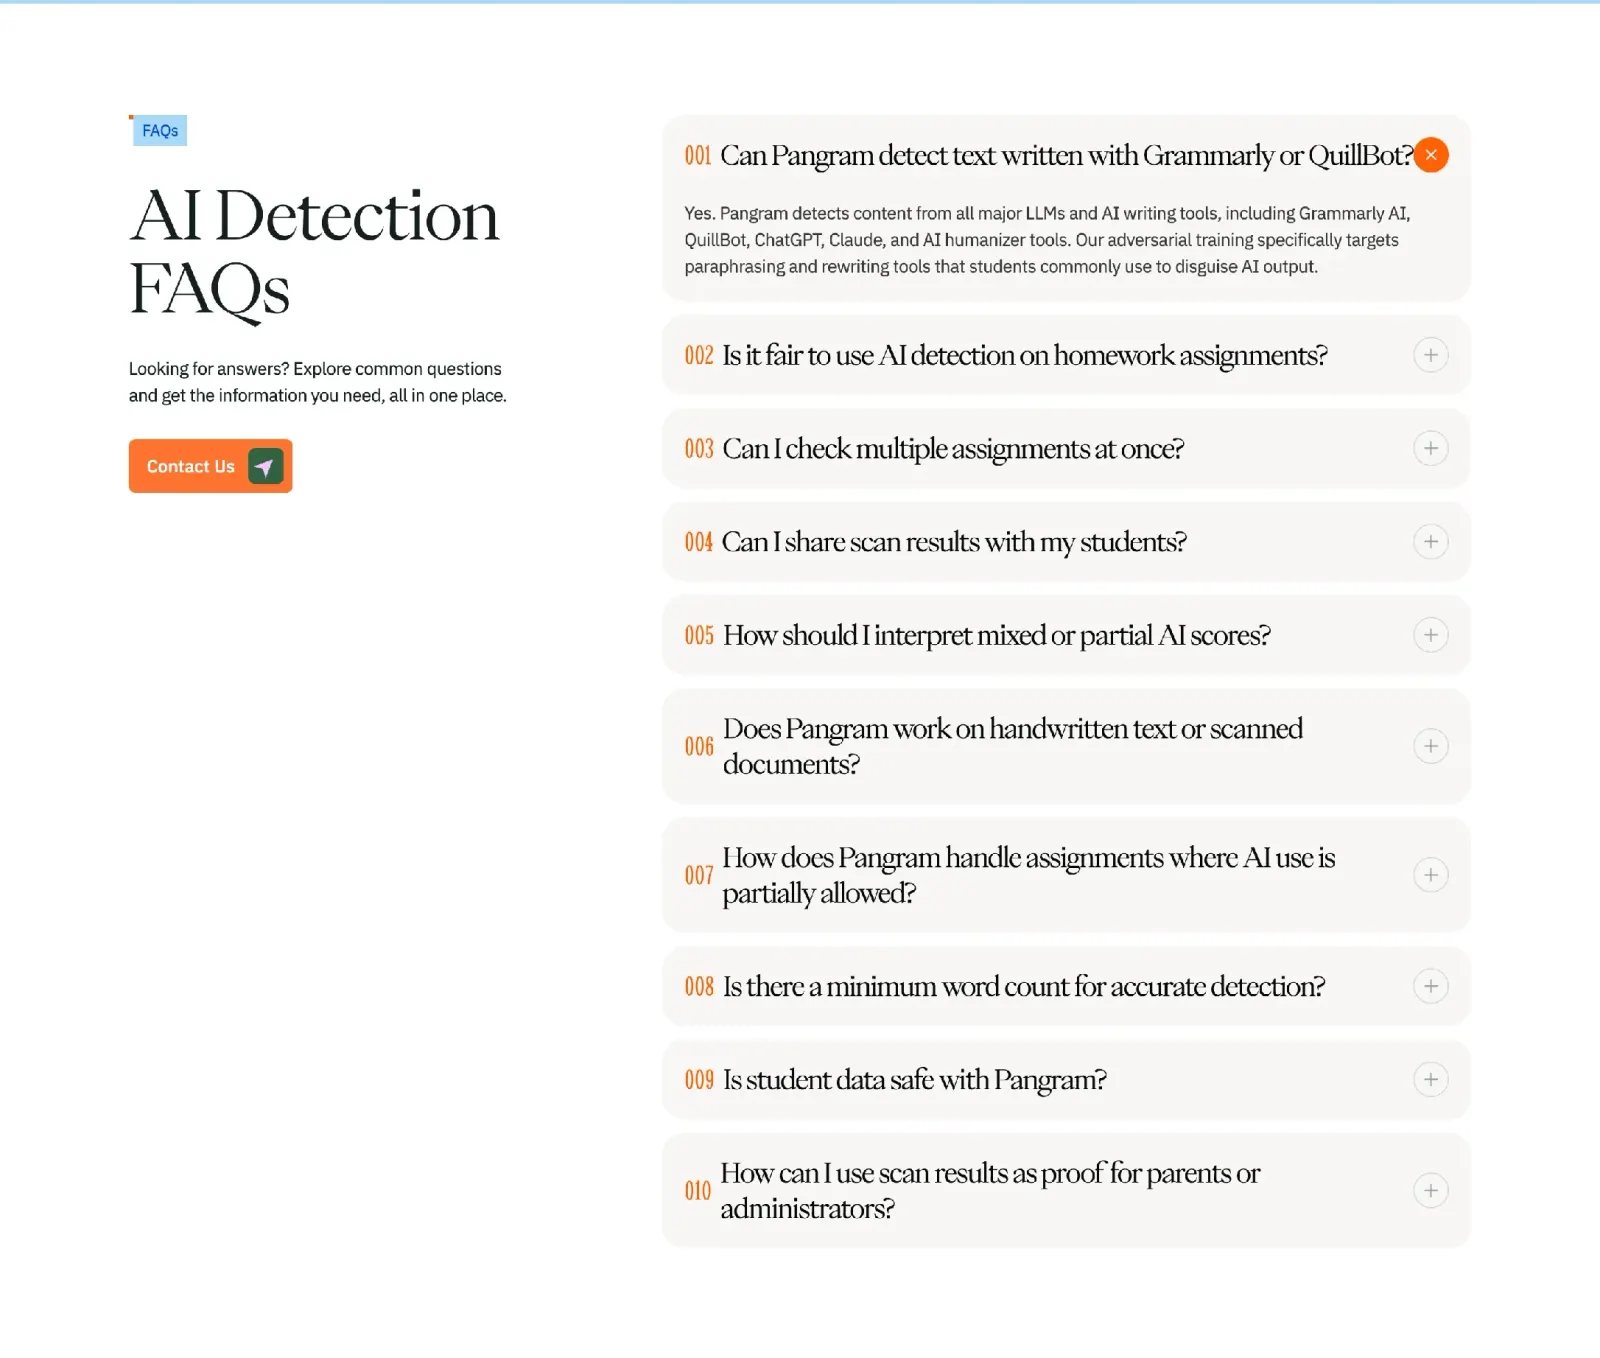 FAQs
AI Detection
FAQs
Looking for answers? Explore common questions
and get the information you need, all in one place.
Contact Us
001 Can Pangram detect text written with Grammarly or QuillBot?
Yes. Pangram detects content from all major LLMs and AI writing tools, including Grammarly AI,
QuillBot, ChatGPT, Claude, and AI humanizer tools. Our adversarial training specifically targets
paraphrasing and rewriting tools that students commonly use to disguise AI output.
002 Is it fair to use AI detection on homework assignments?
003 Can I check multiple assignments at once?
004 Can I share scan results with my students?
005 How should I interpret mixed or partial AI scores?
006 Does Pangram work on handwritten text or scanned
documents?
007 How does Pangram handle assignments where AI use is
partially allowed?
008 Is there a minimum word count for accurate detection?
009 Is student data safe with Pangram?
010 How can I use scan results as proof for parents or
administrators?